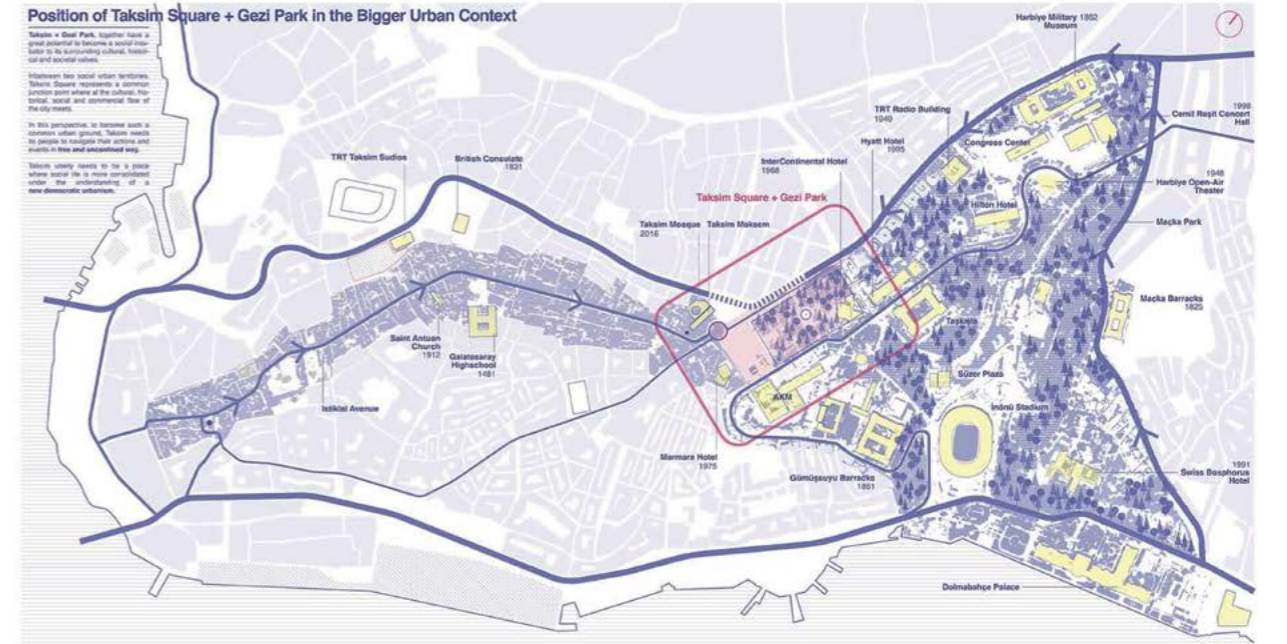 Position of Taksim Square + Gezi Park in the Bigger Urban Context
Taksim + Gezi Park, together have a
great potential to become a social incu-
bator to its surrounding cultural, histori-
cal and societal values.
Inbetween two social urban territories,
Taksim Square represents a common
junction point where all the cultural, his-
torical, social and commercial flow of
the city meets.
In this perspective, to become such a
common urban ground, Taksim needs
its people to navigate their actions and
events in free and unconfined way.
Taksim utterly needs to be a place
where social life is more consolidated
under the understanding of a
new democratic urbanism.
Harbiye Military 1862
Museum
TRT Radio Building
1949
Congress Center
1996
Cemil Reşit Concert
Hall
Hyatt Hotel
1995
InterContinental Hotel
1968
TRT Taksim Sudios
British Consulate
1831
1948
Harbiye Open-Air
Theater
Hilton Hotel
Maçka Park
Taksim Square + Gezi Park
Taksim Mosque
2016
Taksim Maksem
Maçka Barracks
1825
Taşkışla
Saint Antuan
Church
1912
Galatasaray
Highschool
1481
Süzer Plaza
Istiklal Avenue
AKM
İnönü Stadium
Marmara Hotel
1975
Gümüşsuyu Barracks
1861
1991
Swiss Bosphorus
Hotel
Dolmabahçe Palace